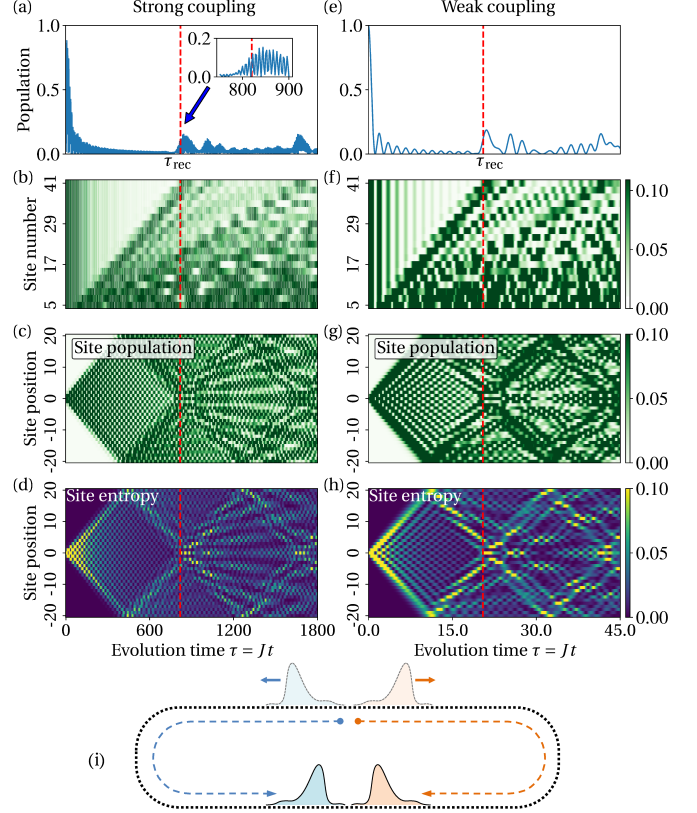 (a) Strong coupling (e) Weak coupling
1.0 0.2 1.0
Population 0.5 0.0 0.5
800 900
0.0 0.0
τrec τrec
(b) (f)
Site number 41 41 0.10
29 29
17 17 0.05
5 5 0.00
(c) (g)
Site position 20 Site population 20 Site population 0.10
10 10
0 0 0.05
-10 -10
-20 -20 0.00
(d) (h)
Site position 20 Site entropy 20 Site entropy 0.10
10 10
0 0 0.05
-10 -10
-20 -20 0.00
0 600 1200 1800 0.0 15.0 30.0 45.0
Evolution time τ = Jt Evolution time τ = Jt
(i)